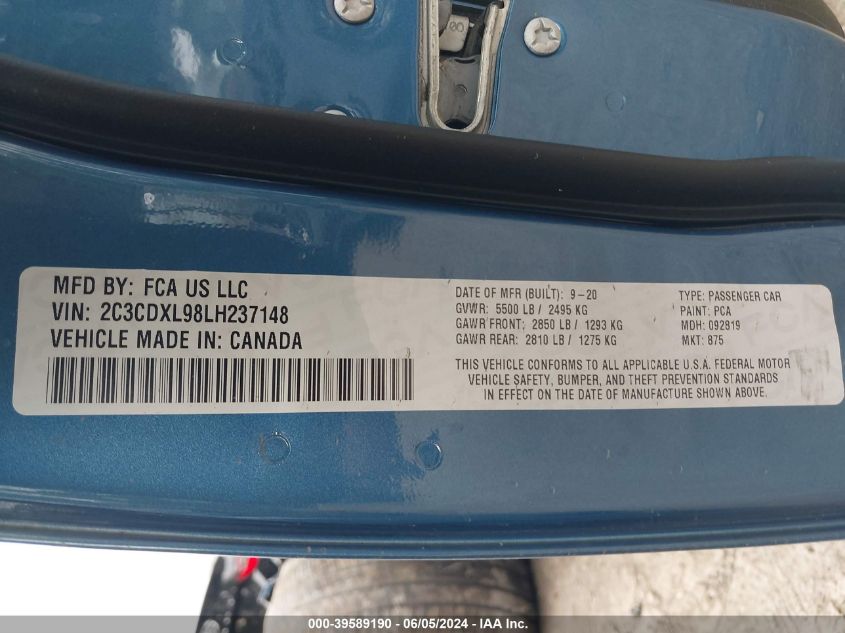 MFD BY: FCA US LLC
VIN: 2C3CDXL98LH237148
VEHICLE MADE IN: CANADA
DATE OF MFR (BUILT): 9-20
GVWR: 5500 LB / 2495 KG
GAWR FRONT: 2850 LB / 1293 KG
GAWR REAR: 2810 LB / 1275 KG
TYPE: PASSENGER CAR
PAINT: PCA
MDH: 092819
MKT: 875
THIS VEHICLE CONFORMS TO ALL APPLICABLE U.S.A. FEDERAL MOTOR
VEHICLE SAFETY, BUMPER, AND THEFT PREVENTION STANDARDS
IN EFFECT ON THE DATE OF MANUFACTURE SHOWN ABOVE.
000-39589190 - 06/05/2024 - IAA Inc.